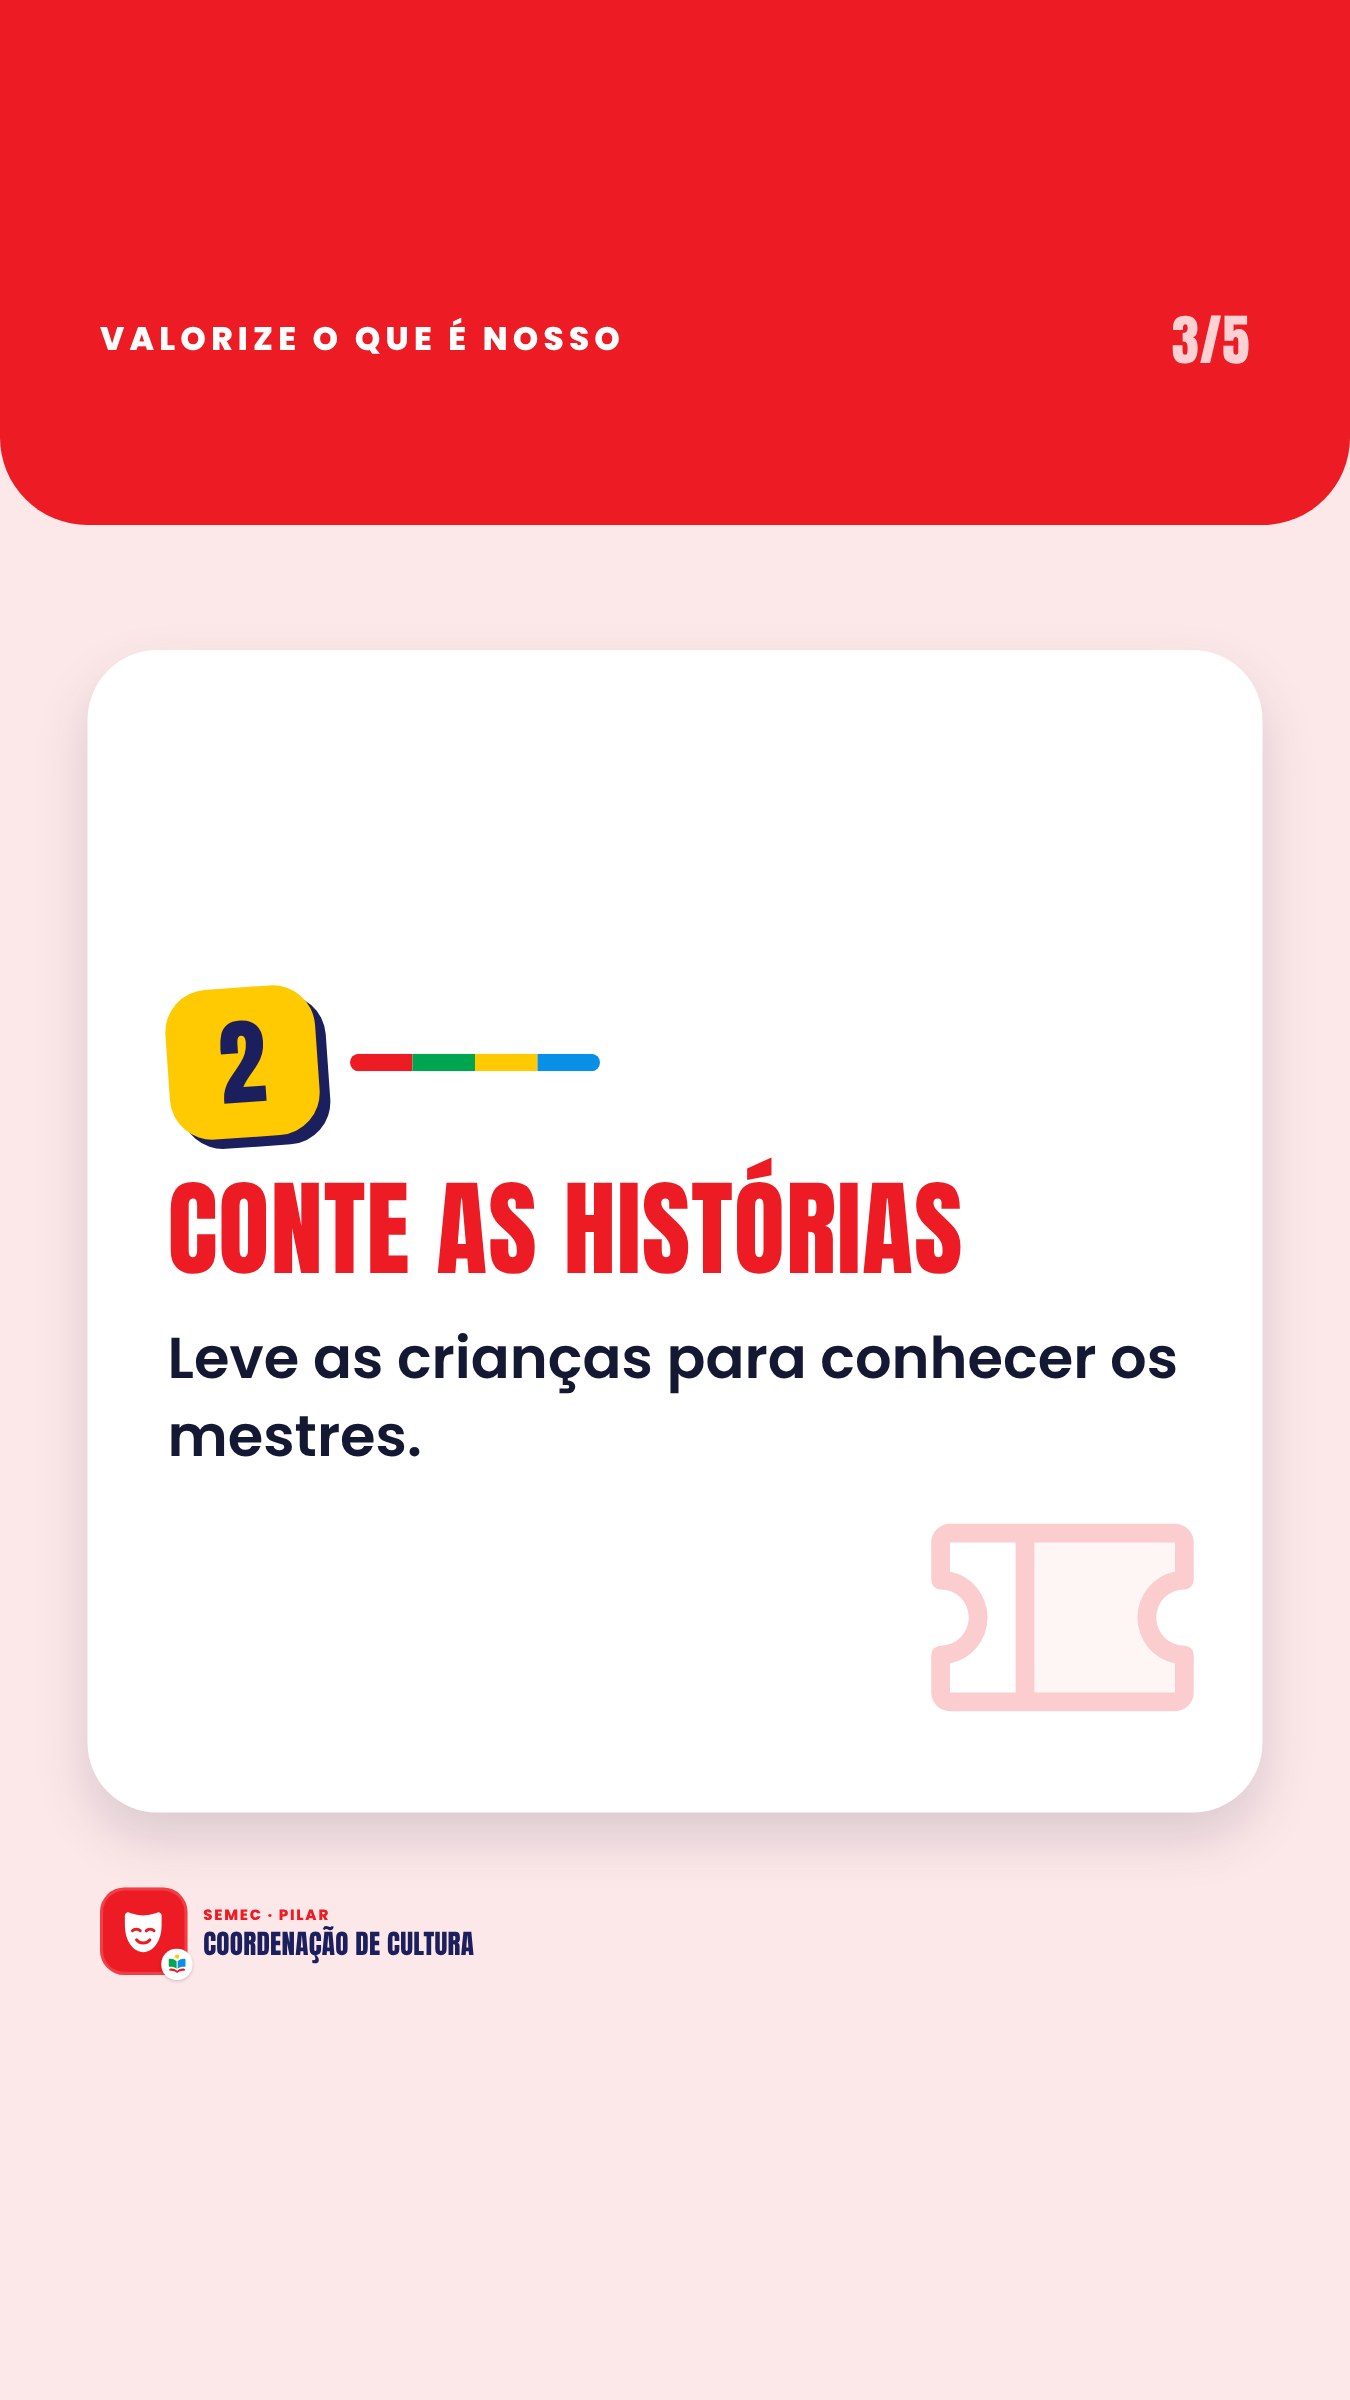 VALORIZE O QUE É NOSSO
3/5
2
CONTE AS HISTÓRIAS
Leve as crianças para conhecer os
mestres.
SEMEC · PILAR
COORDENAÇÃO DE CULTURA